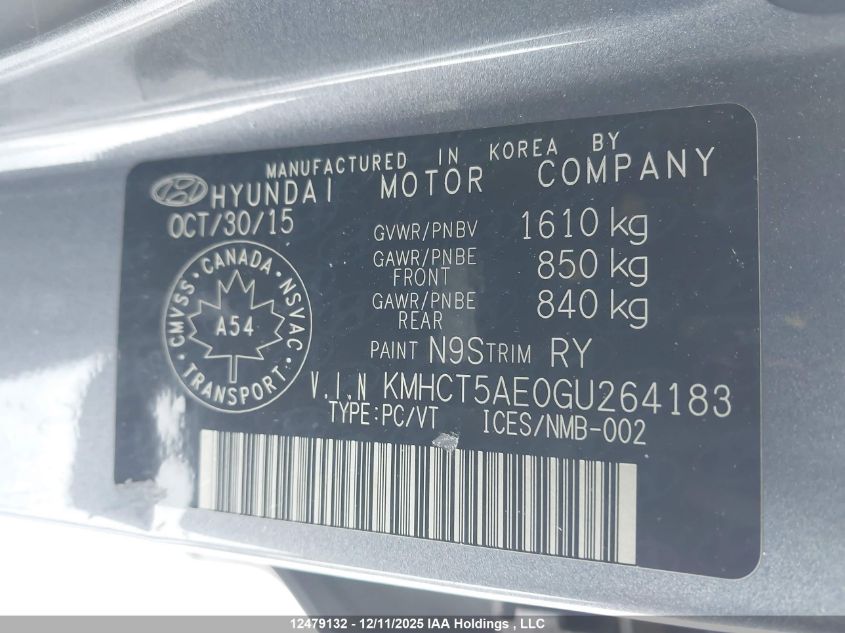 MANUFACTURED IN KOREA BY
HYUNDAI MOTOR COMPANY
OCT/30/15
GVWR/PNBV 1610 kg
GAWR/PNBE FRONT 850 kg
GAWR/PNBE REAR 840 kg
CMVSS · CANADA · NSVAC
A54
TRANSPORT
PAINT N9S TRIM RY
V.I.N KMHCT5AE0GU264183
TYPE:PC/VT ICES/NMB-002
12479132 - 12/11/2025 IAA Holdings , LLC